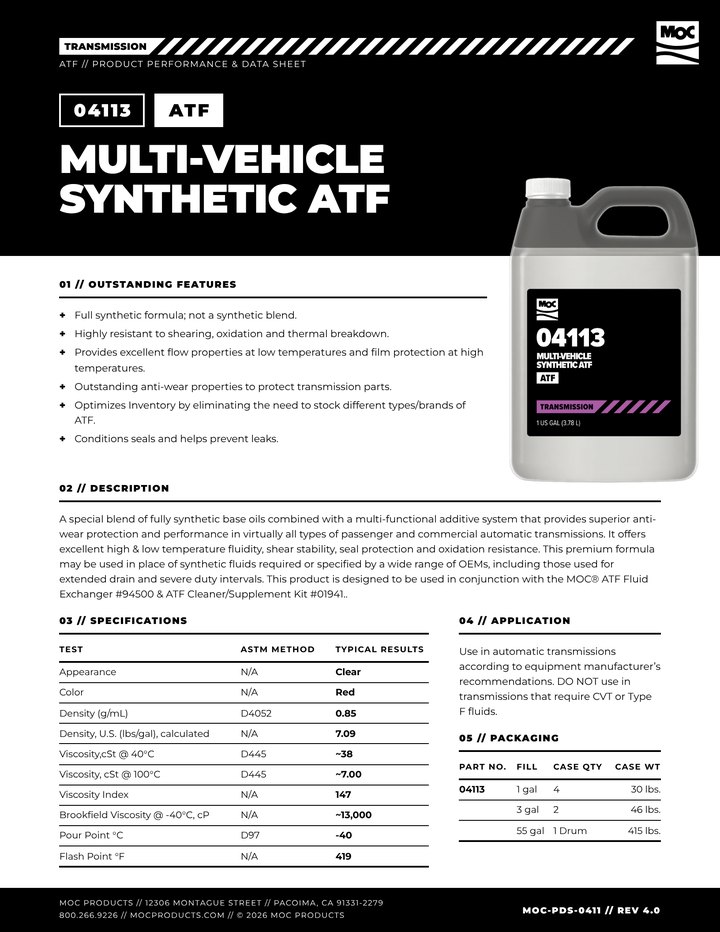 TRANSMISSION
MOC
ATF // PRODUCT PERFORMANCE & DATA SHEET
04113 ATF
MULTI-VEHICLE
SYNTHETIC ATF
01 // OUTSTANDING FEATURES
+ Full synthetic formula; not a synthetic blend.
+ Highly resistant to shearing, oxidation and thermal breakdown.
+ Provides excellent flow properties at low temperatures and film protection at high
temperatures.
+ Outstanding anti-wear properties to protect transmission parts.
+ Optimizes Inventory by eliminating the need to stock different types/brands of
ATF.
+ Conditions seals and helps prevent leaks.
MOC
04113
MULTI-VEHICLE
SYNTHETIC ATF
ATF
TRANSMISSION
1 US GAL (3.78 L)
02 // DESCRIPTION
A special blend of fully synthetic base oils combined with a multi-functional additive system that provides superior anti-
wear protection and performance in virtually all types of passenger and commercial automatic transmissions. It offers
excellent high & low temperature fluidity, shear stability, seal protection and oxidation resistance. This premium formula
may be used in place of synthetic fluids required or specified by a wide range of OEMs, including those used for
extended drain and severe duty intervals. This product is designed to be used in conjunction with the MOC® ATF Fluid
Exchanger #94500 & ATF Cleaner/Supplement Kit #01941..
03 // SPECIFICATIONS
TEST ASTM METHOD TYPICAL RESULTS
Appearance N/A Clear
Color N/A Red
Density (g/mL) D4052 0.85
Density, U.S. (lbs/gal), calculated N/A 7.09
Viscosity,cSt @ 40°C D445 ~38
Viscosity, cSt @ 100°C D445 ~7.00
Viscosity Index N/A 147
Brookfield Viscosity @ -40°C, cP N/A ~13,000
Pour Point °C D97 -40
Flash Point °F N/A 419
04 // APPLICATION
Use in automatic transmissions
according to equipment manufacturer's
recommendations. DO NOT use in
transmissions that require CVT or Type
F fluids.
05 // PACKAGING
PART NO. FILL CASE QTY CASE WT
04113 1 gal 4 30 lbs.
3 gal 2 46 lbs.
55 gal 1 Drum 415 lbs.
MOC PRODUCTS // 12306 MONTAGUE STREET // PACOIMA, CA 91331-2279
800.266.9226 // MOCPRODUCTS.COM // © 2026 MOC PRODUCTS
MOC-PDS-0411 // REV 4.0